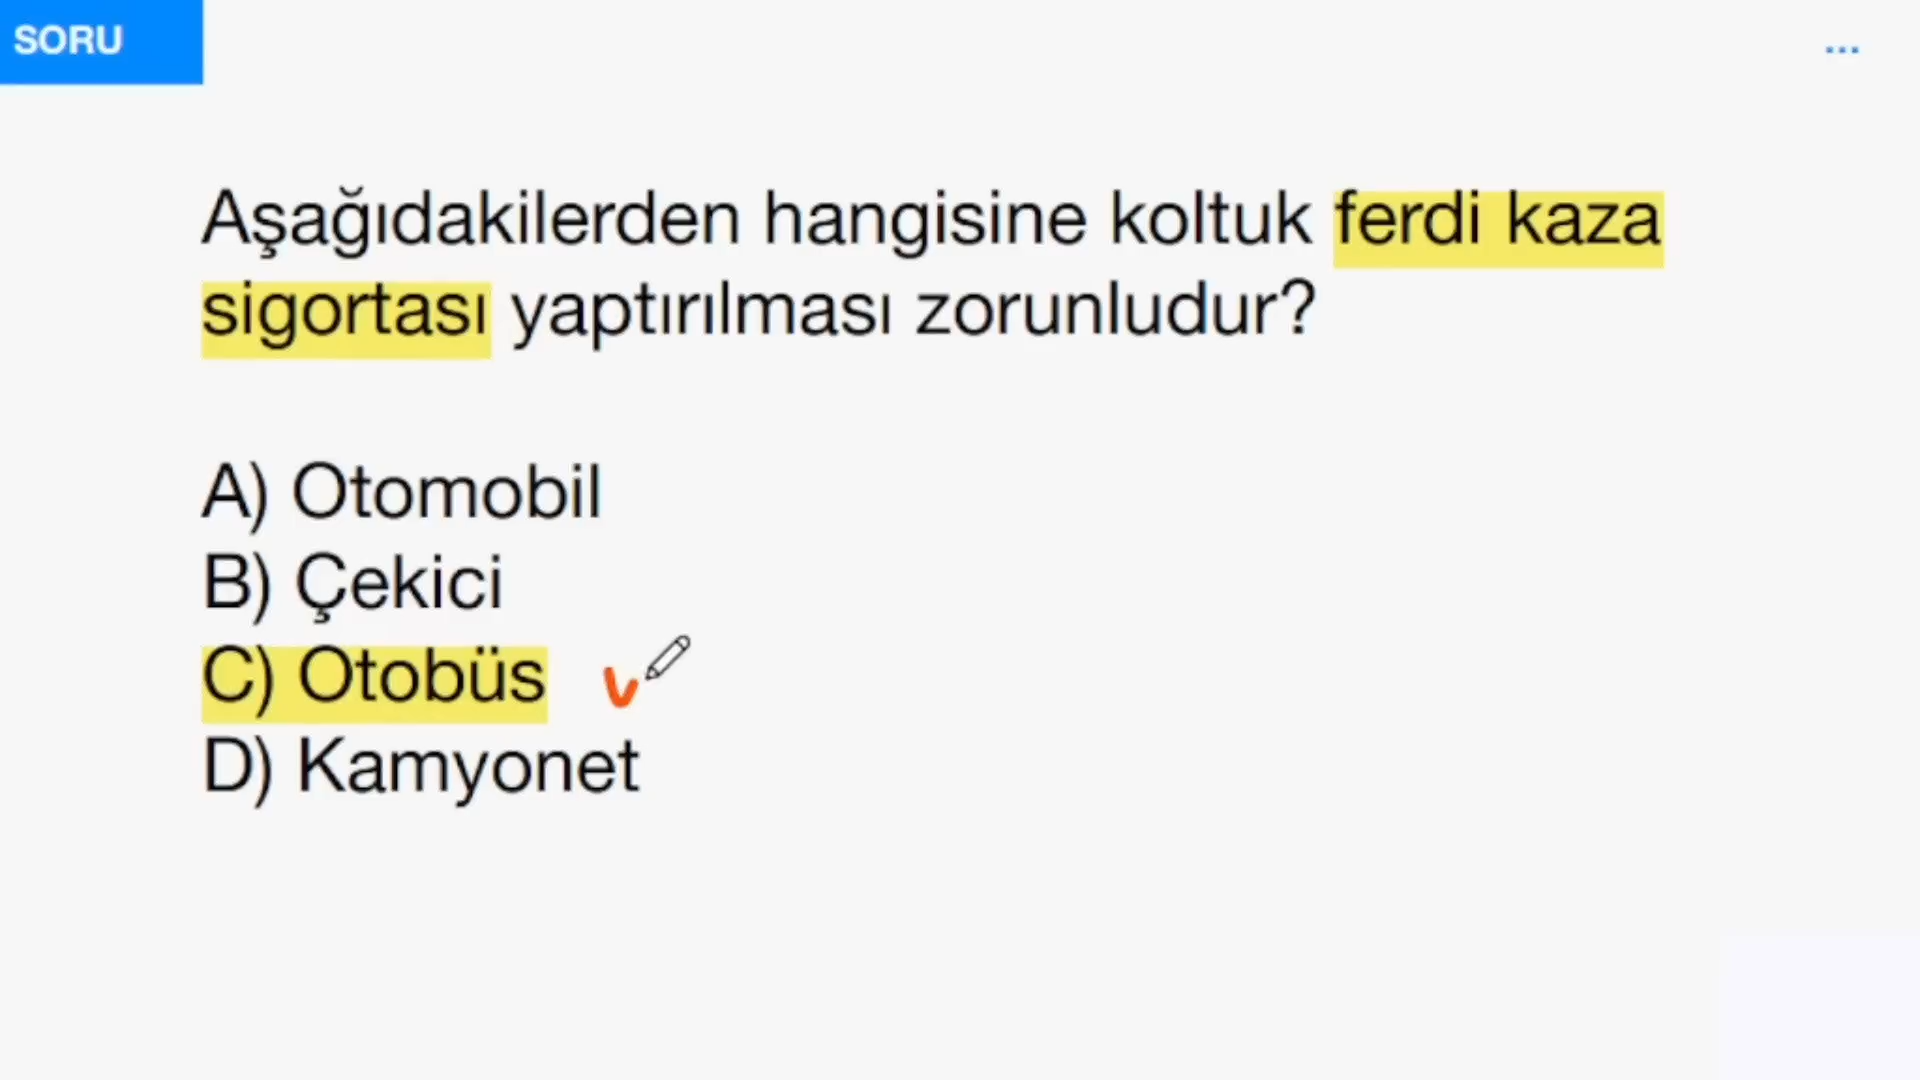 SORU
Aşağıdakilerden hangisine koltuk ferdi kaza
sigortası yaptırılması zorunludur?
A) Otomobil
B) Çekici
C) Otobüs
D) Kamyonet